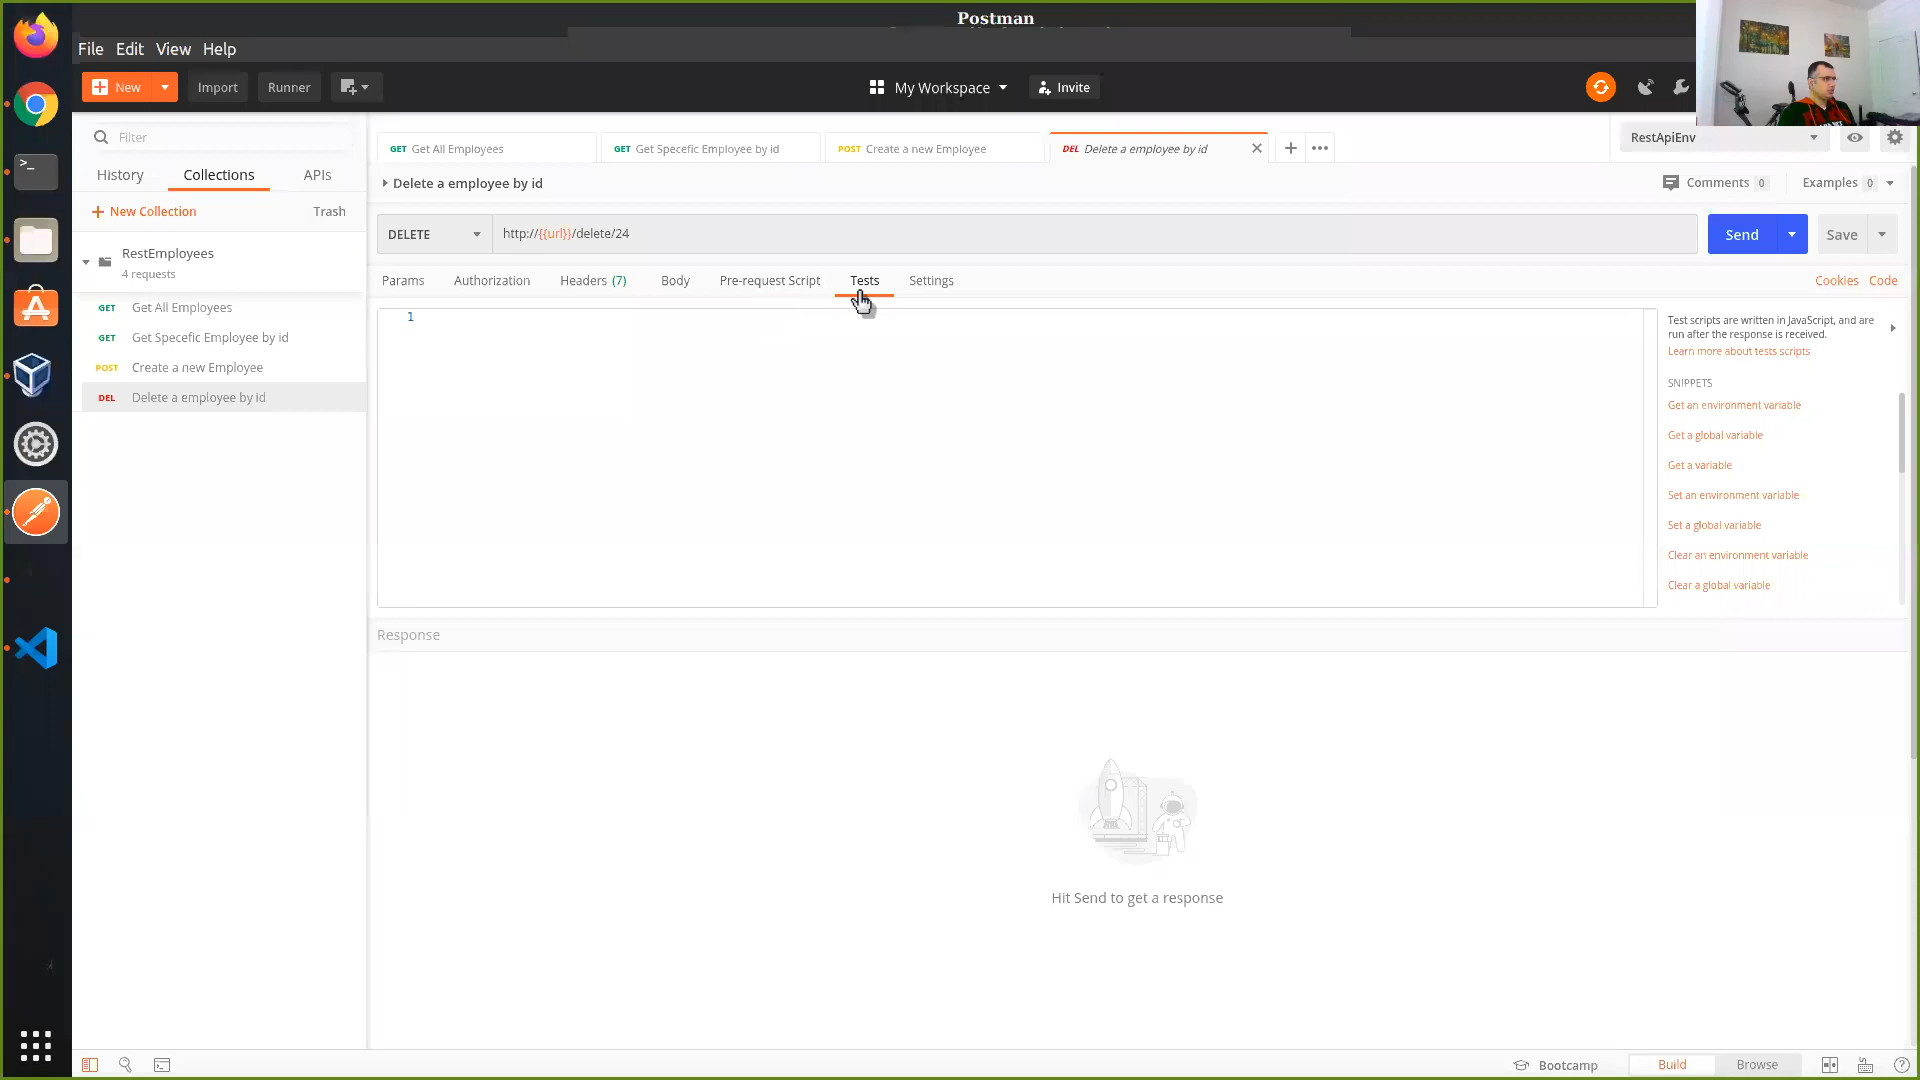 Postman
File Edit View Help
New
Import
Runner
My Workspace
Invite
Filter
GET Get All Employees
GET Get Specefic Employee by id
POST Create a new Employee
DEL Delete a employee by id
RestApiEnv
History
Collections
APIs
Delete a employee by id
Comments 0
Examples 0
New Collection
Trash
DELETE
http://{{url}}/delete/24
Send
Save
RestEmployees
4 requests
Params
Authorization
Headers (7)
Body
Pre-request Script
Tests
Settings
Cookies
Code
GET Get All Employees
GET Get Specefic Employee by id
POST Create a new Employee
DEL Delete a employee by id
1
Test scripts are written in JavaScript, and are
run after the response is received.
Learn more about tests scripts
SNIPPETS
Get an environment variable
Get a global variable
Get a variable
Set an environment variable
Set a global variable
Clear an environment variable
Clear a global variable
Response
Hit Send to get a response
Bootcamp
Build
Browse